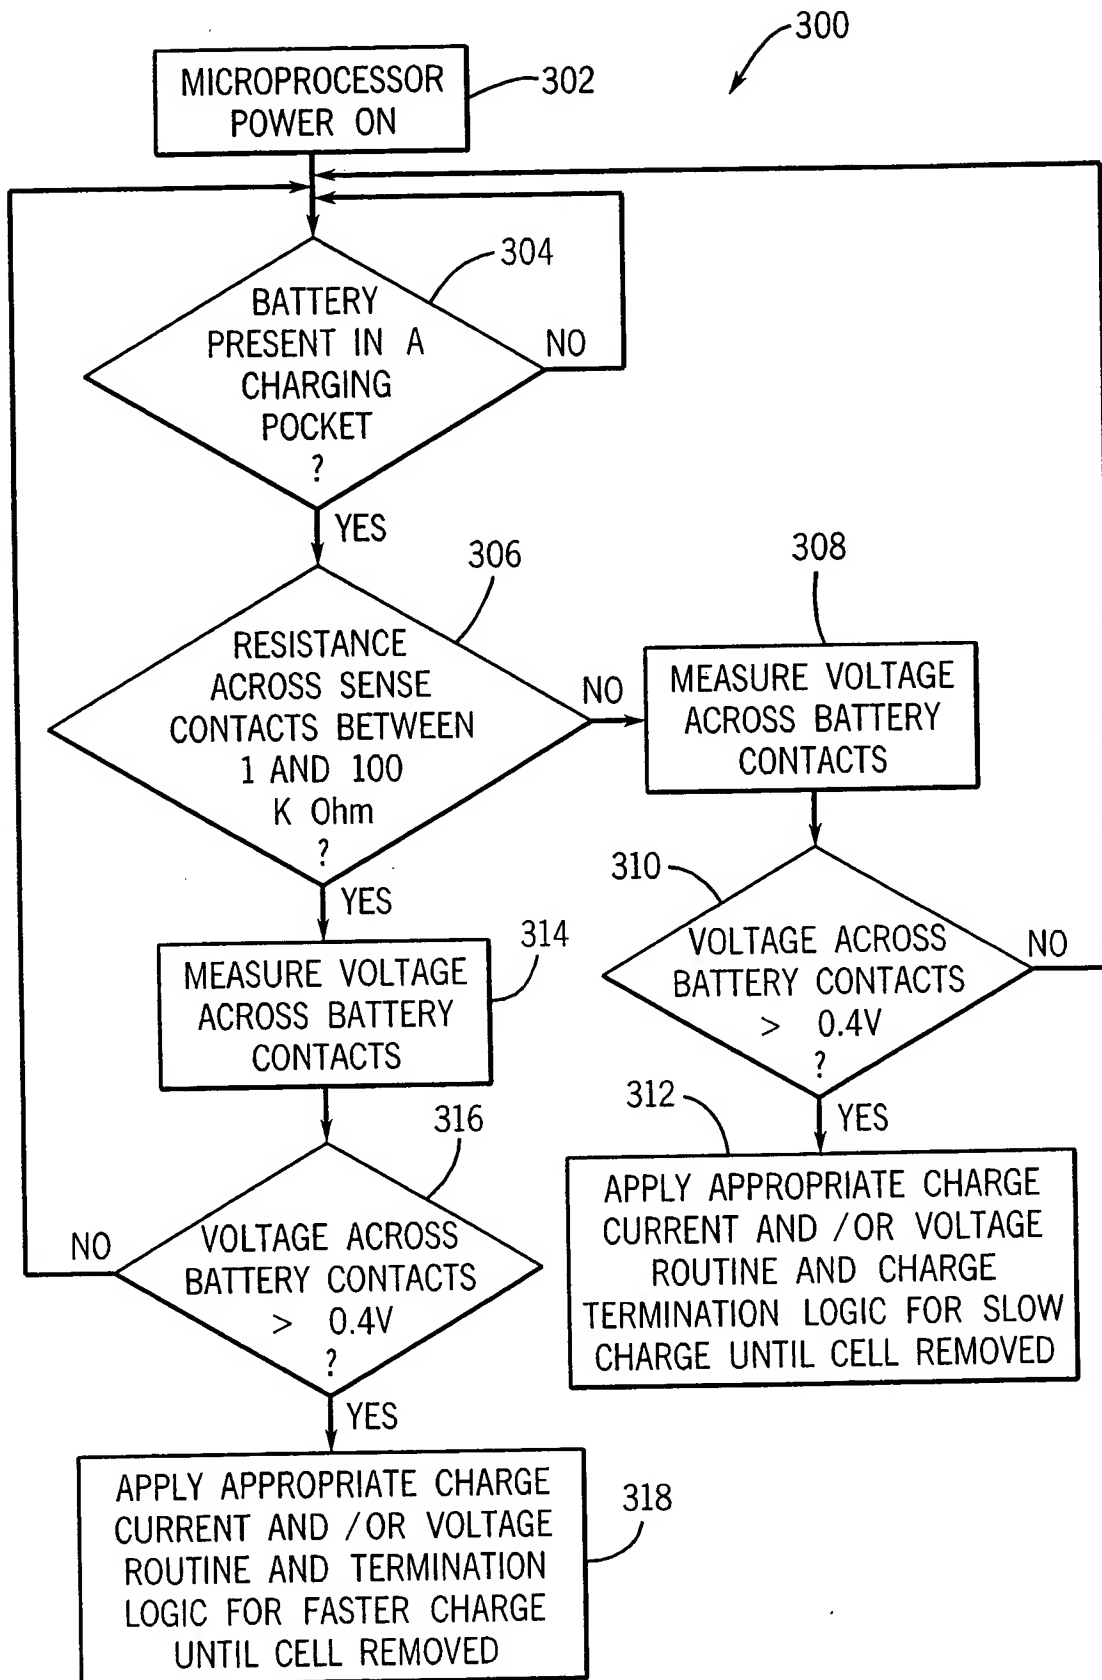 300
MICROPROCESSOR
POWER ON
302
304
BATTERY
PRESENT IN A
CHARGING
POCKET
?
NO
YES
306
RESISTANCE
ACROSS SENSE
CONTACTS BETWEEN
1 AND 100
K Ohm
?
NO
YES
308
MEASURE VOLTAGE
ACROSS BATTERY
CONTACTS
310
VOLTAGE ACROSS
BATTERY CONTACTS
> 0.4V
?
NO
YES
312
APPLY APPROPRIATE CHARGE
CURRENT AND /OR VOLTAGE
ROUTINE AND CHARGE
TERMINATION LOGIC FOR SLOW
CHARGE UNTIL CELL REMOVED
314
MEASURE VOLTAGE
ACROSS BATTERY
CONTACTS
316
VOLTAGE ACROSS
BATTERY CONTACTS
> 0.4V
?
NO
YES
318
APPLY APPROPRIATE CHARGE
CURRENT AND /OR VOLTAGE
ROUTINE AND TERMINATION
LOGIC FOR FASTER CHARGE
UNTIL CELL REMOVED